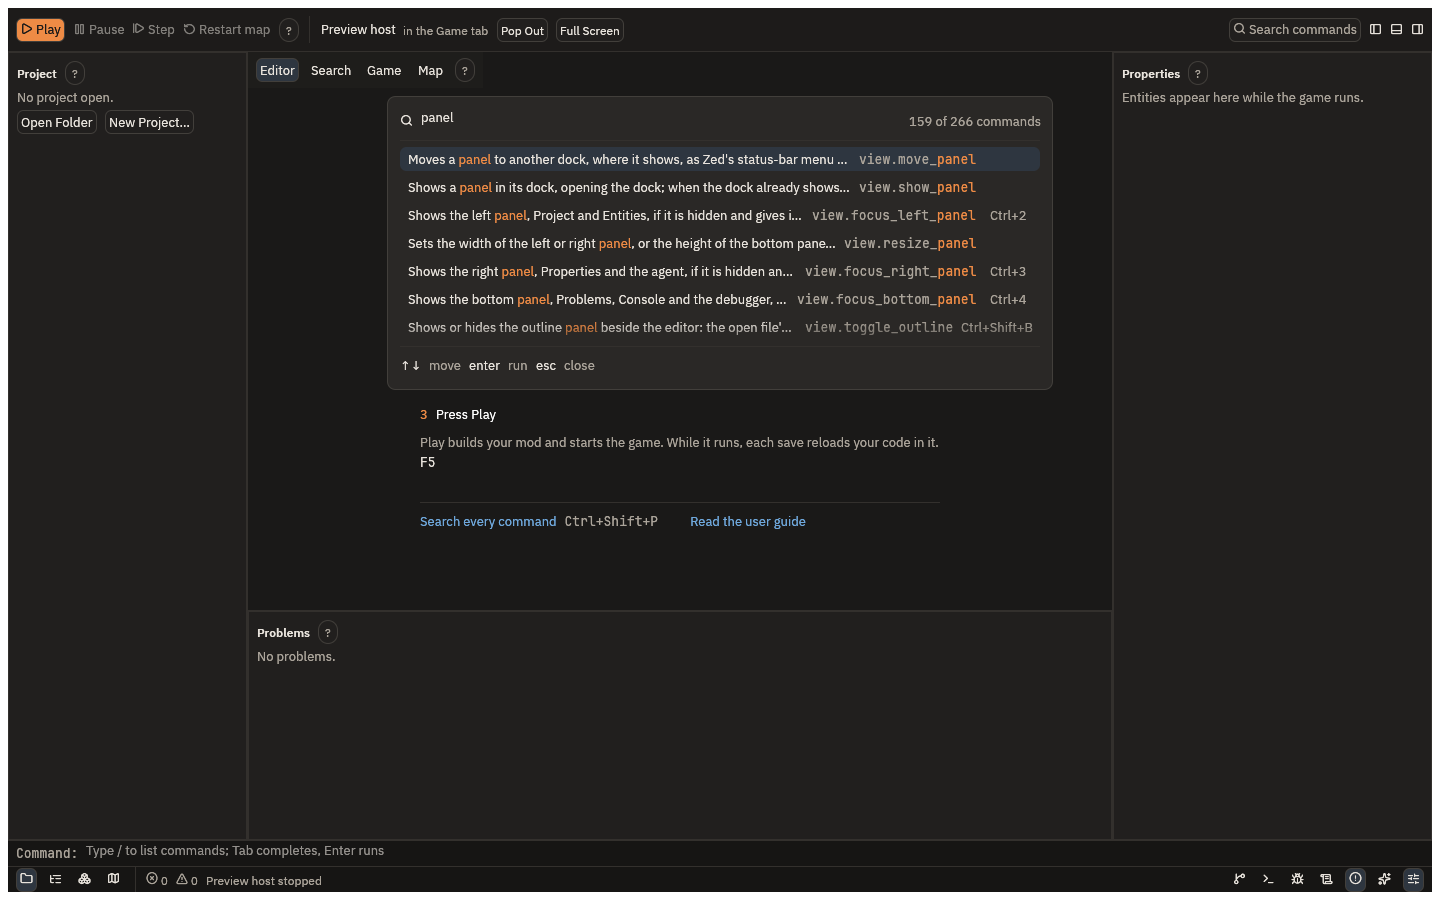 Play Pause Step Restart map ? Preview host in the Game tab Pop Out Full Screen Search commands
Project ?
No project open.
Open Folder New Project...
Editor Search Game Map ?
Properties ?
Entities appear here while the game runs.
panel
159 of 266 commands
Moves a panel to another dock, where it shows, as Zed's status-bar menu ... view.move_panel
Shows a panel in its dock, opening the dock; when the dock already shows... view.show_panel
Shows the left panel, Project and Entities, if it is hidden and gives i... view.focus_left_panel Ctrl+2
Sets the width of the left or right panel, or the height of the bottom pane... view.resize_panel
Shows the right panel, Properties and the agent, if it is hidden an... view.focus_right_panel Ctrl+3
Shows the bottom panel, Problems, Console and the debugger, ... view.focus_bottom_panel Ctrl+4
Shows or hides the outline panel beside the editor: the open file'... view.toggle_outline Ctrl+Shift+B
↑↓ move enter run esc close
3 Press Play
Play builds your mod and starts the game. While it runs, each save reloads your code in it.
F5
Search every command Ctrl+Shift+P Read the user guide
Problems ?
No problems.
Command: Type / to list commands; Tab completes, Enter runs
0 0 Preview host stopped